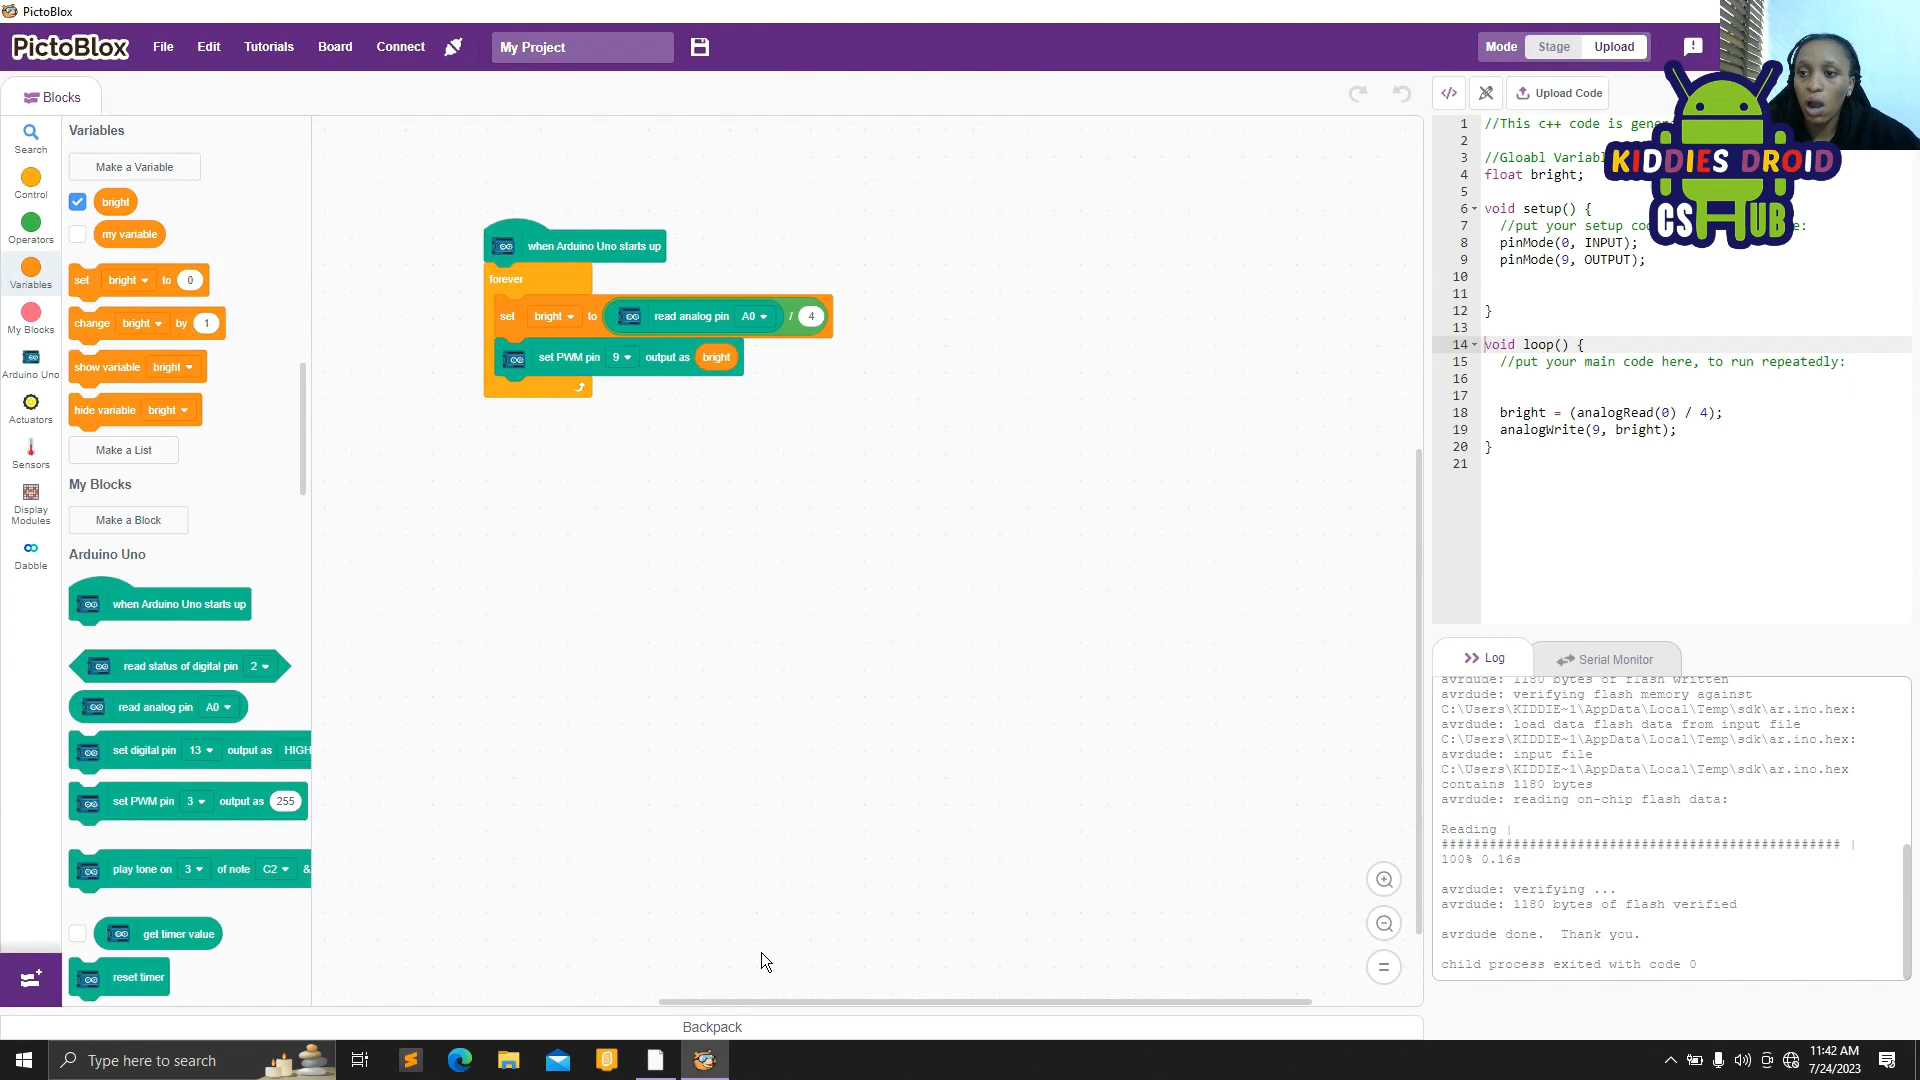 PictoBlox
PictoBlox
File
Edit
Tutorials
Board
Connect
My Project
Mode
Stage
Upload
Blocks
Upload Code
Search
Control
Operators
Variables
My Blocks
Arduino Uno
Actuators
Sensors
Display
Modules
Dabble
Variables
Make a Variable
bright
my variable
set bright to 0
change bright by 1
show variable bright
hide variable bright
Make a List
My Blocks
Make a Block
Arduino Uno
when Arduino Uno starts up
read status of digital pin 2
read analog pin A0
set digital pin 13 output as HIGH
set PWM pin 3 output as 255
play tone on 3 of note C2 &
get timer value
reset timer
when Arduino Uno starts up
forever
set bright to read analog pin A0 / 4
set PWM pin 9 output as bright
Backpack
1 //This c++ code is gene
2
3 //Gloabl Variabl
4 float bright;
5
6 void setup() {
7 //put your setup co e:
8 pinMode(0, INPUT);
9 pinMode(9, OUTPUT);
10
11
12 }
13
14 void loop() {
15 //put your main code here, to run repeatedly:
16
17
18 bright = (analogRead(0) / 4);
19 analogWrite(9, bright);
20 }
21
KIDDIES DROID
CS HUB
Log
Serial Monitor
avrdude: 1180 bytes of flash written
avrdude: verifying flash memory against
C:\Users\KIDDIE~1\AppData\Local\Temp\sdk\ar.ino.hex:
avrdude: load data flash data from input file
C:\Users\KIDDIE~1\AppData\Local\Temp\sdk\ar.ino.hex:
avrdude: input file
C:\Users\KIDDIE~1\AppData\Local\Temp\sdk\ar.ino.hex
contains 1180 bytes
avrdude: reading on-chip flash data:
Reading |
################################################## |
100% 0.16s
avrdude: verifying ...
avrdude: 1180 bytes of flash verified
avrdude done.  Thank you.
child process exited with code 0
Type here to search
11:42 AM
7/24/2023